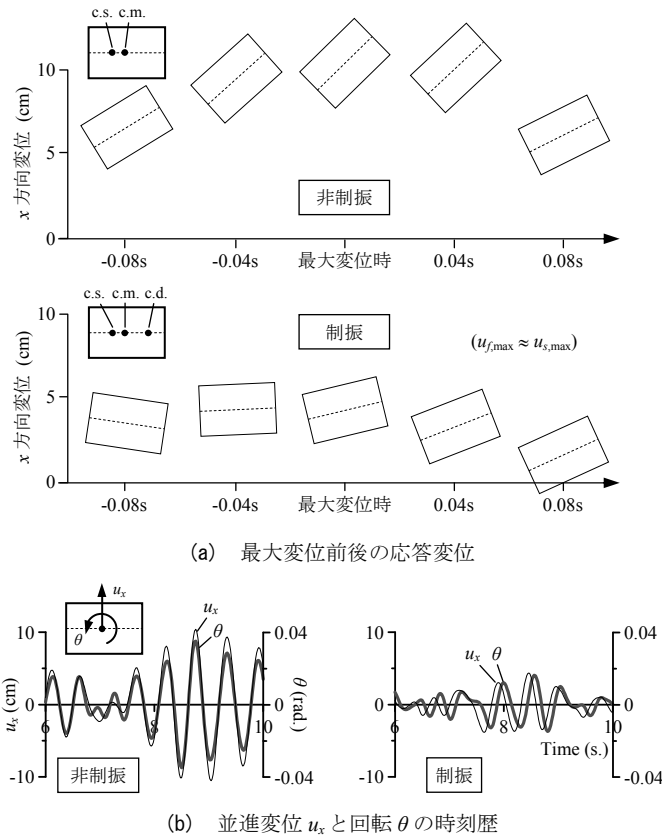 c.s. c.m.
10
5
0
x 方向変位 (cm)
非制振
-0.08s -0.04s 最大変位時 0.04s 0.08s
c.s. c.m. c.d.
10
5
0
x 方向変位 (cm)
制振
(uf,max ≈ us,max)
-0.08s -0.04s 最大変位時 0.04s 0.08s
(a) 最大変位前後の応答変位
ux
θ
ux
θ
10 0.04
ux (cm)
0 0
6 8 10
θ (rad.)
-10 -0.04
非制振
ux θ
10 0.04
0 0
6 8 10
Time (s.)
-10 -0.04
制振
(b) 並進変位 ux と回転 θ の時刻歴